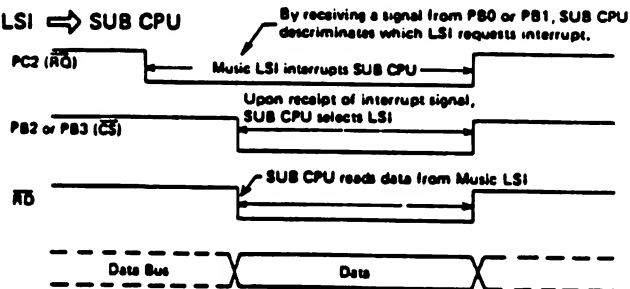 LSI ⇒ SUB CPU
By receiving a signal from PB0 or PB1, SUB CPU
descriminates which LSI requests interrupt.
PC2 (RQ)
Music LSI interrupts SUB CPU
Upon receipt of interrupt signal,
SUB CPU selects LSI
PB2 or PB3 (CS)
SUB CPU reads data from Music LSI
RD
Data Bus
Data